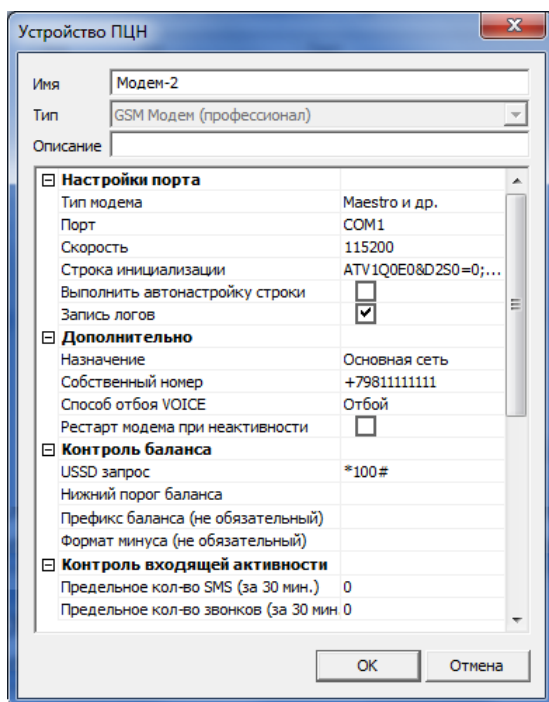 Устройство ПЦН
Имя Модем-2
Тип GSM Модем (профессионал)
Описание
Настройки порта
Тип модема Maestro и др.
Порт COM1
Скорость 115200
Строка инициализации ATV1Q0E0&D2S0=0;...
Выполнить автонастройку строки
Запись логов
Дополнительно
Назначение Основная сеть
Собственный номер +79811111111
Способ отбоя VOICE Отбой
Рестарт модема при неактивности
Контроль баланса
USSD запрос *100#
Нижний порог баланса
Префикс баланса (не обязательный)
Формат минуса (не обязательный)
Контроль входящей активности
Предельное кол-во SMS (за 30 мин.) 0
Предельное кол-во звонков (за 30 мин 0
OK Отмена